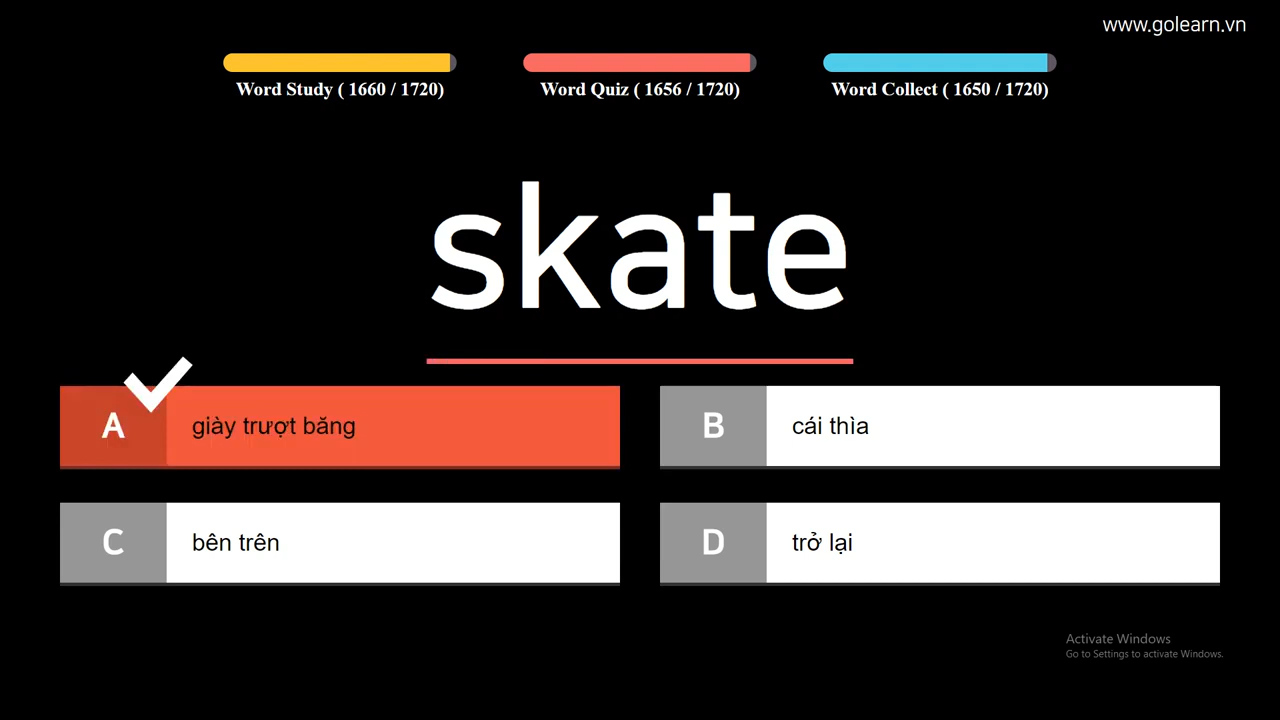 www.golearn.vn
Word Study ( 1660 / 1720)
Word Quiz ( 1656 / 1720)
Word Collect ( 1650 / 1720)
skate
A giày trượt băng
B cái thìa
C bên trên
D trở lại
Activate Windows
Go to Settings to activate Windows.